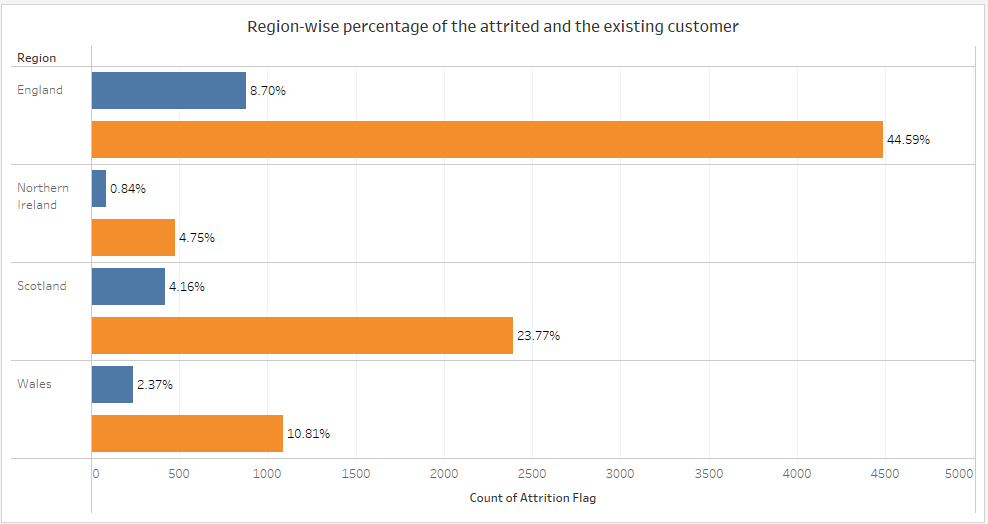 Region-wise percentage of the attrited and the existing customer
Region
England
8.70%
44.59%
Northern
Ireland
0.84%
4.75%
Scotland
4.16%
23.77%
Wales
2.37%
10.81%
0 500 1000 1500 2000 2500 3000 3500 4000 4500 5000
Count of Attrition Flag